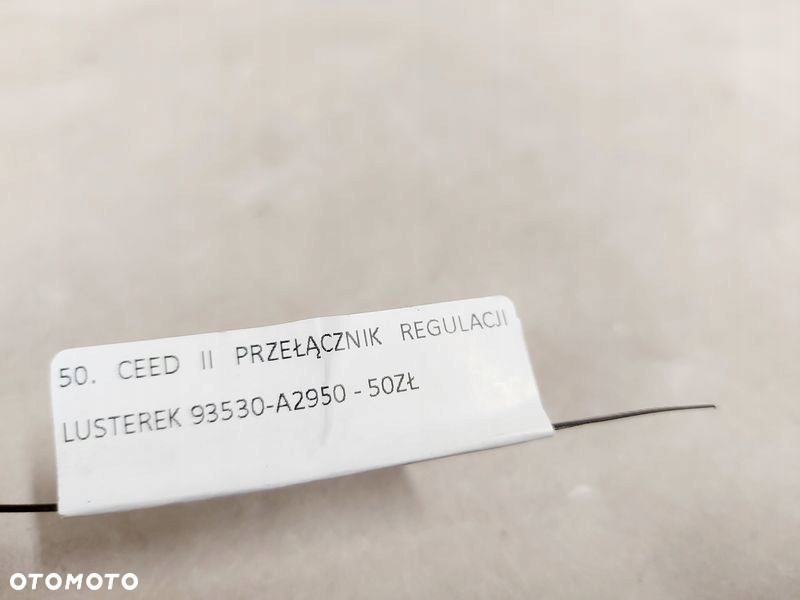 50. CEED II PRZEŁĄCZNIK REGULACJI
LUSTEREK 93530-A2950 - 50ZŁ
OTOMOTO